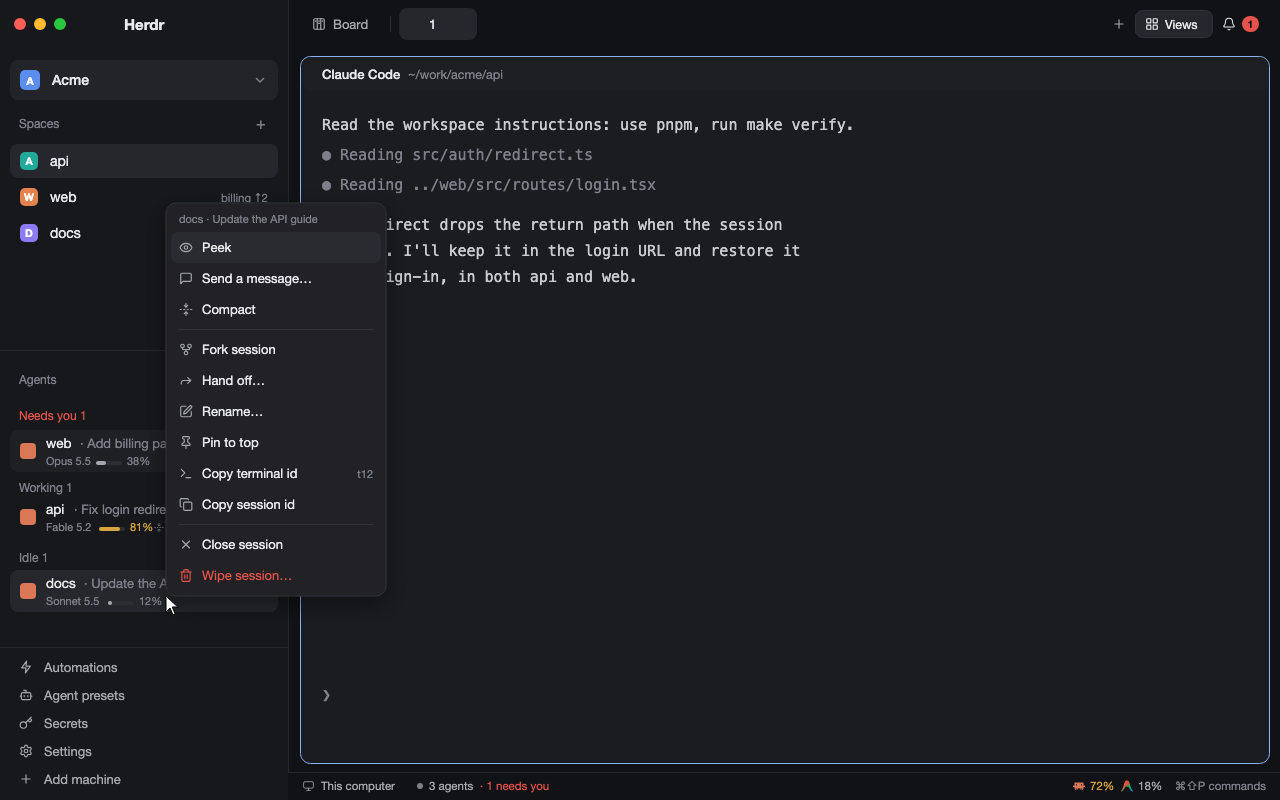 Herdr
Board
1
Views
1
A Acme
Spaces
A api
W web billing ↑2
D docs
Claude Code ~/work/acme/api
Read the workspace instructions: use pnpm, run make verify.
Reading src/auth/redirect.ts
Reading ../web/src/routes/login.tsx
irect drops the return path when the session
. I'll keep it in the login URL and restore it
ign-in, in both api and web.
❯
docs · Update the API guide
Peek
Send a message…
Compact
Fork session
Hand off…
Rename…
Pin to top
Copy terminal id t12
Copy session id
Close session
Wipe session…
Agents
Needs you 1
web · Add billing pa
Opus 5.5 38%
Working 1
api · Fix login redire
Fable 5.2 81%
Idle 1
docs · Update the A
Sonnet 5.5 12%
Automations
Agent presets
Secrets
Settings
Add machine
This computer 3 agents · 1 needs you 72% 18% ⌘⇧P commands